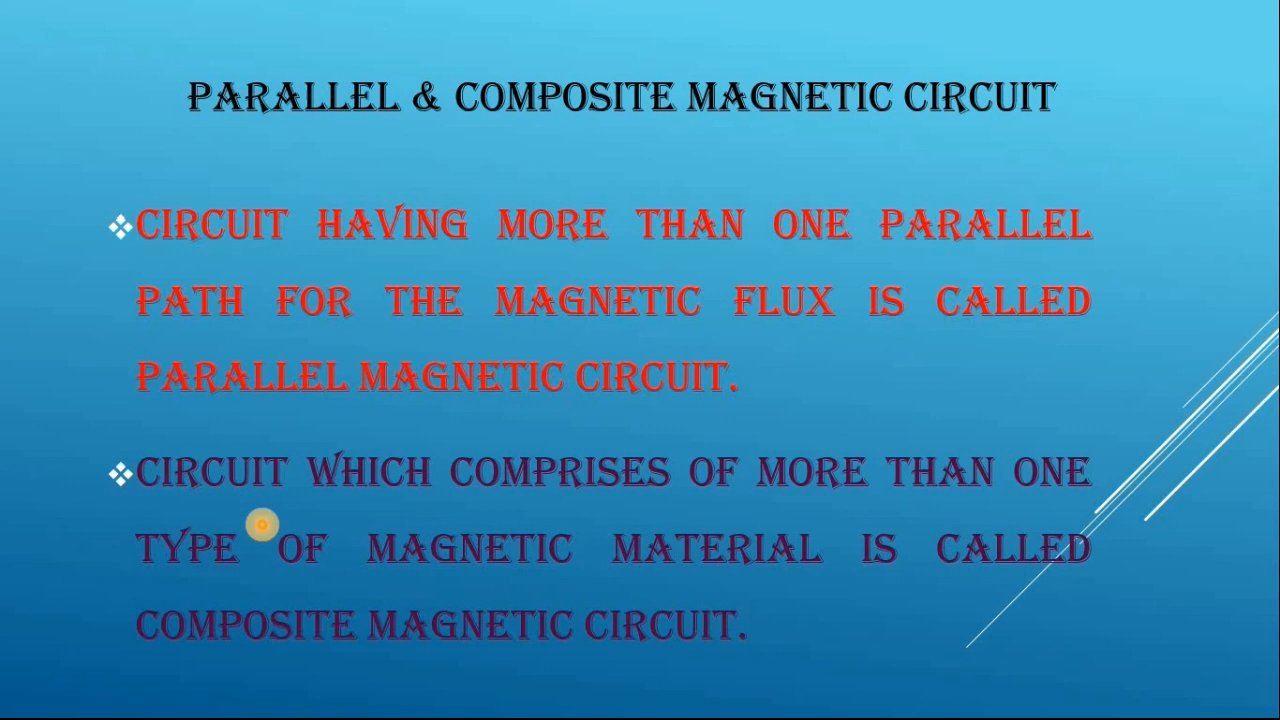 PARALLEL & COMPOSITE MAGNETIC CIRCUIT
CIRCUIT HAVING MORE THAN ONE PARALLEL
PATH FOR THE MAGNETIC FLUX IS CALLED
PARALLEL MAGNETIC CIRCUIT.
CIRCUIT WHICH COMPRISES OF MORE THAN ONE
TYPE OF MAGNETIC MATERIAL IS CALLED
COMPOSITE MAGNETIC CIRCUIT.